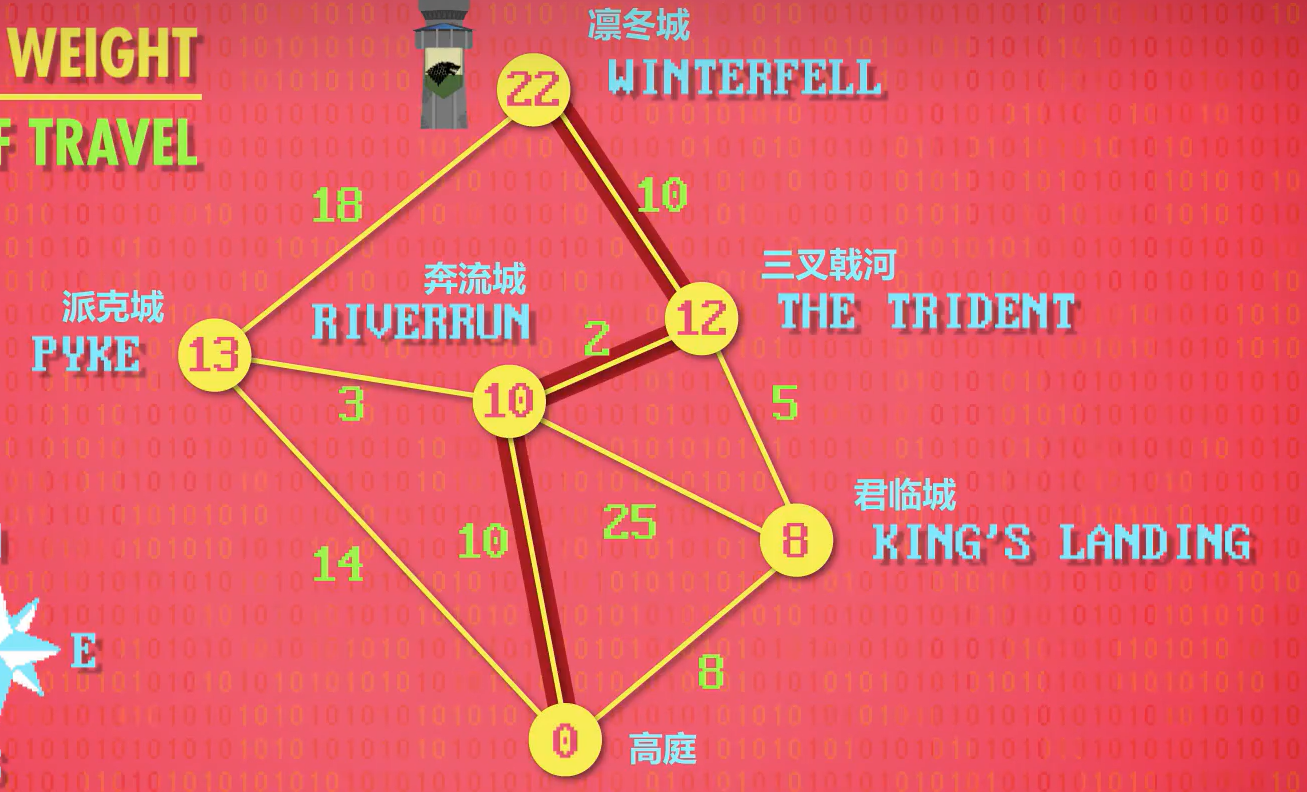 WEIGHT
F TRAVEL
凛冬城
22 WINTERFELL
18
10
三叉戟河
12 THE TRIDENT
奔流城
RIVERRUN
2
派克城
PYKE 13
3
10
5
君临城
8 KING'S LANDING
25
10
14
E
8
0 高庭